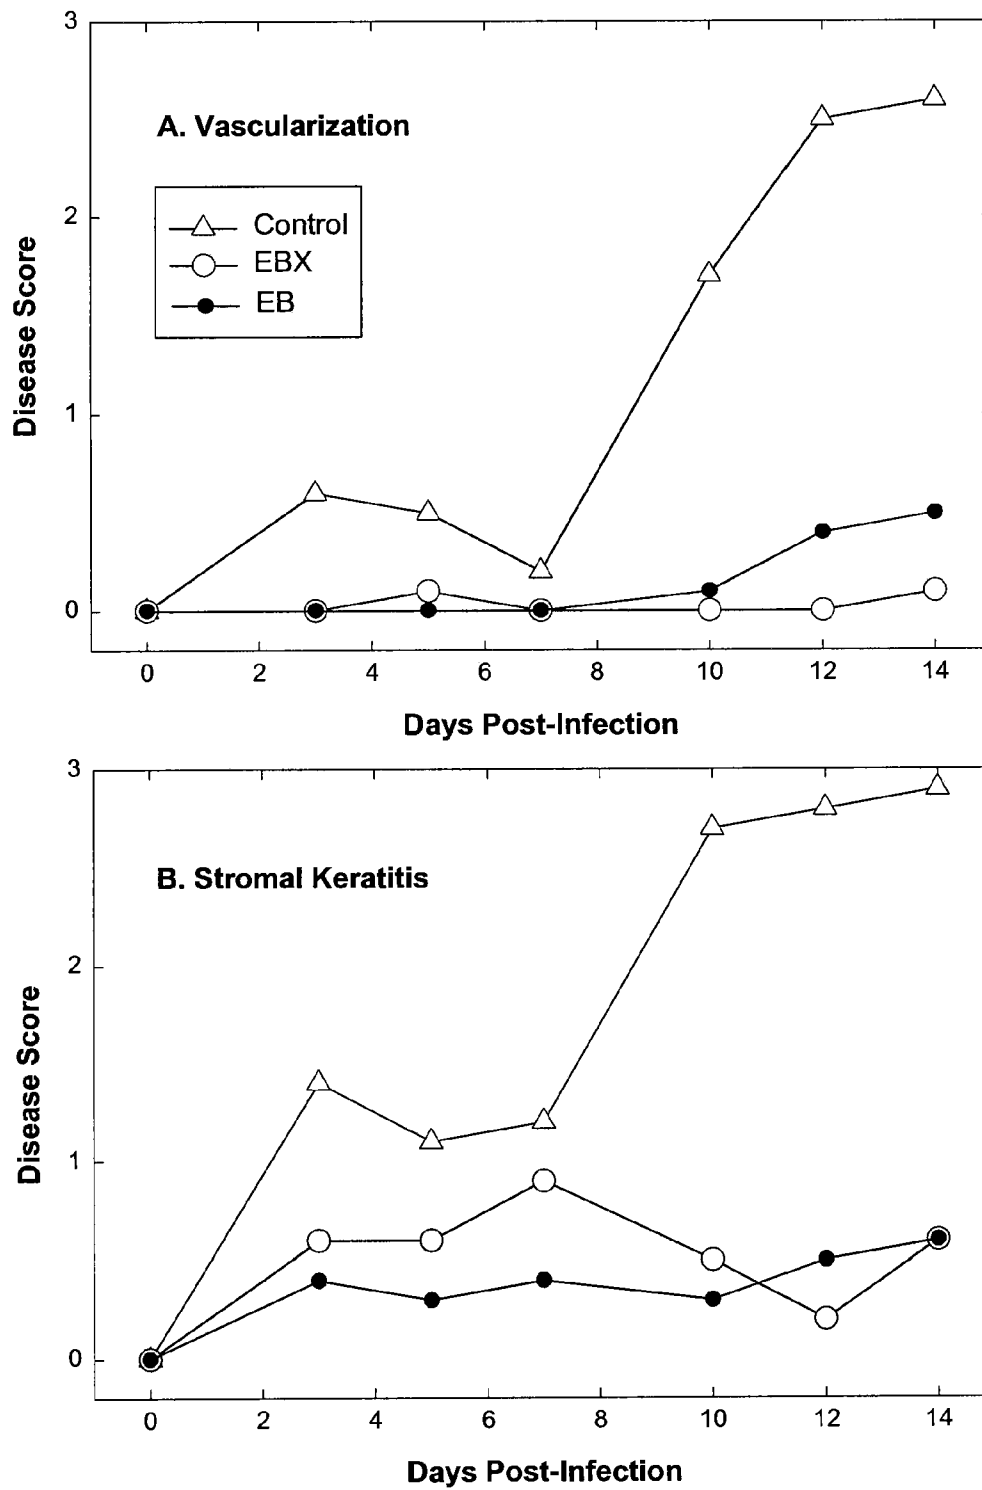 3
A. Vascularization
Control
EBX
EB
2
1
0
Disease Score
0 2 4 6 8 10 12 14
Days Post-Infection
3
B. Stromal Keratitis
2
1
0
Disease Score
0 2 4 6 8 10 12 14
Days Post-Infection